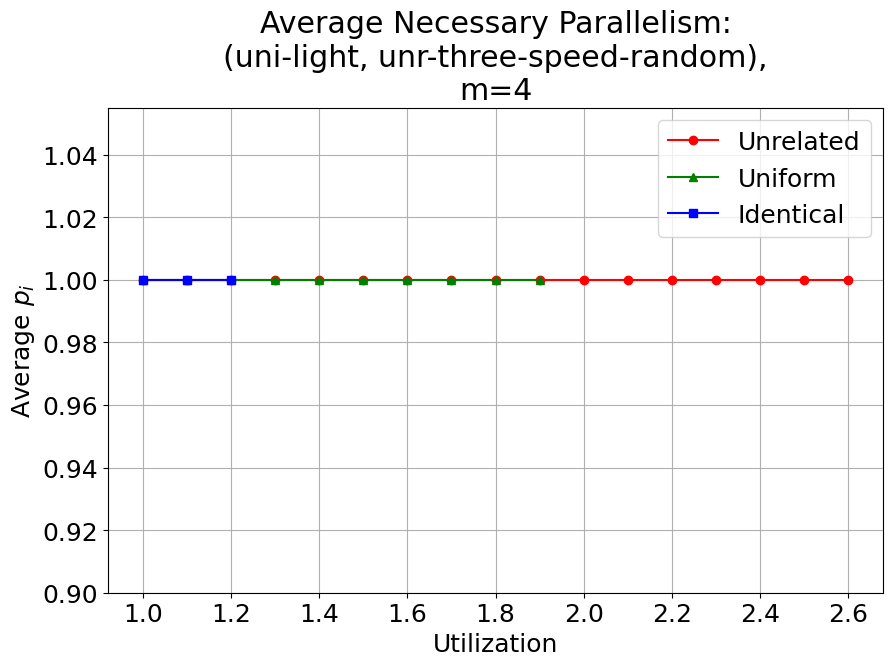 Average Necessary Parallelism:
(uni-light, unr-three-speed-random),
m=4
Unrelated
Uniform
Identical
Average p_i
1.04
1.02
1.00
0.98
0.96
0.94
0.92
0.90
1.0 1.2 1.4 1.6 1.8 2.0 2.2 2.4 2.6
Utilization